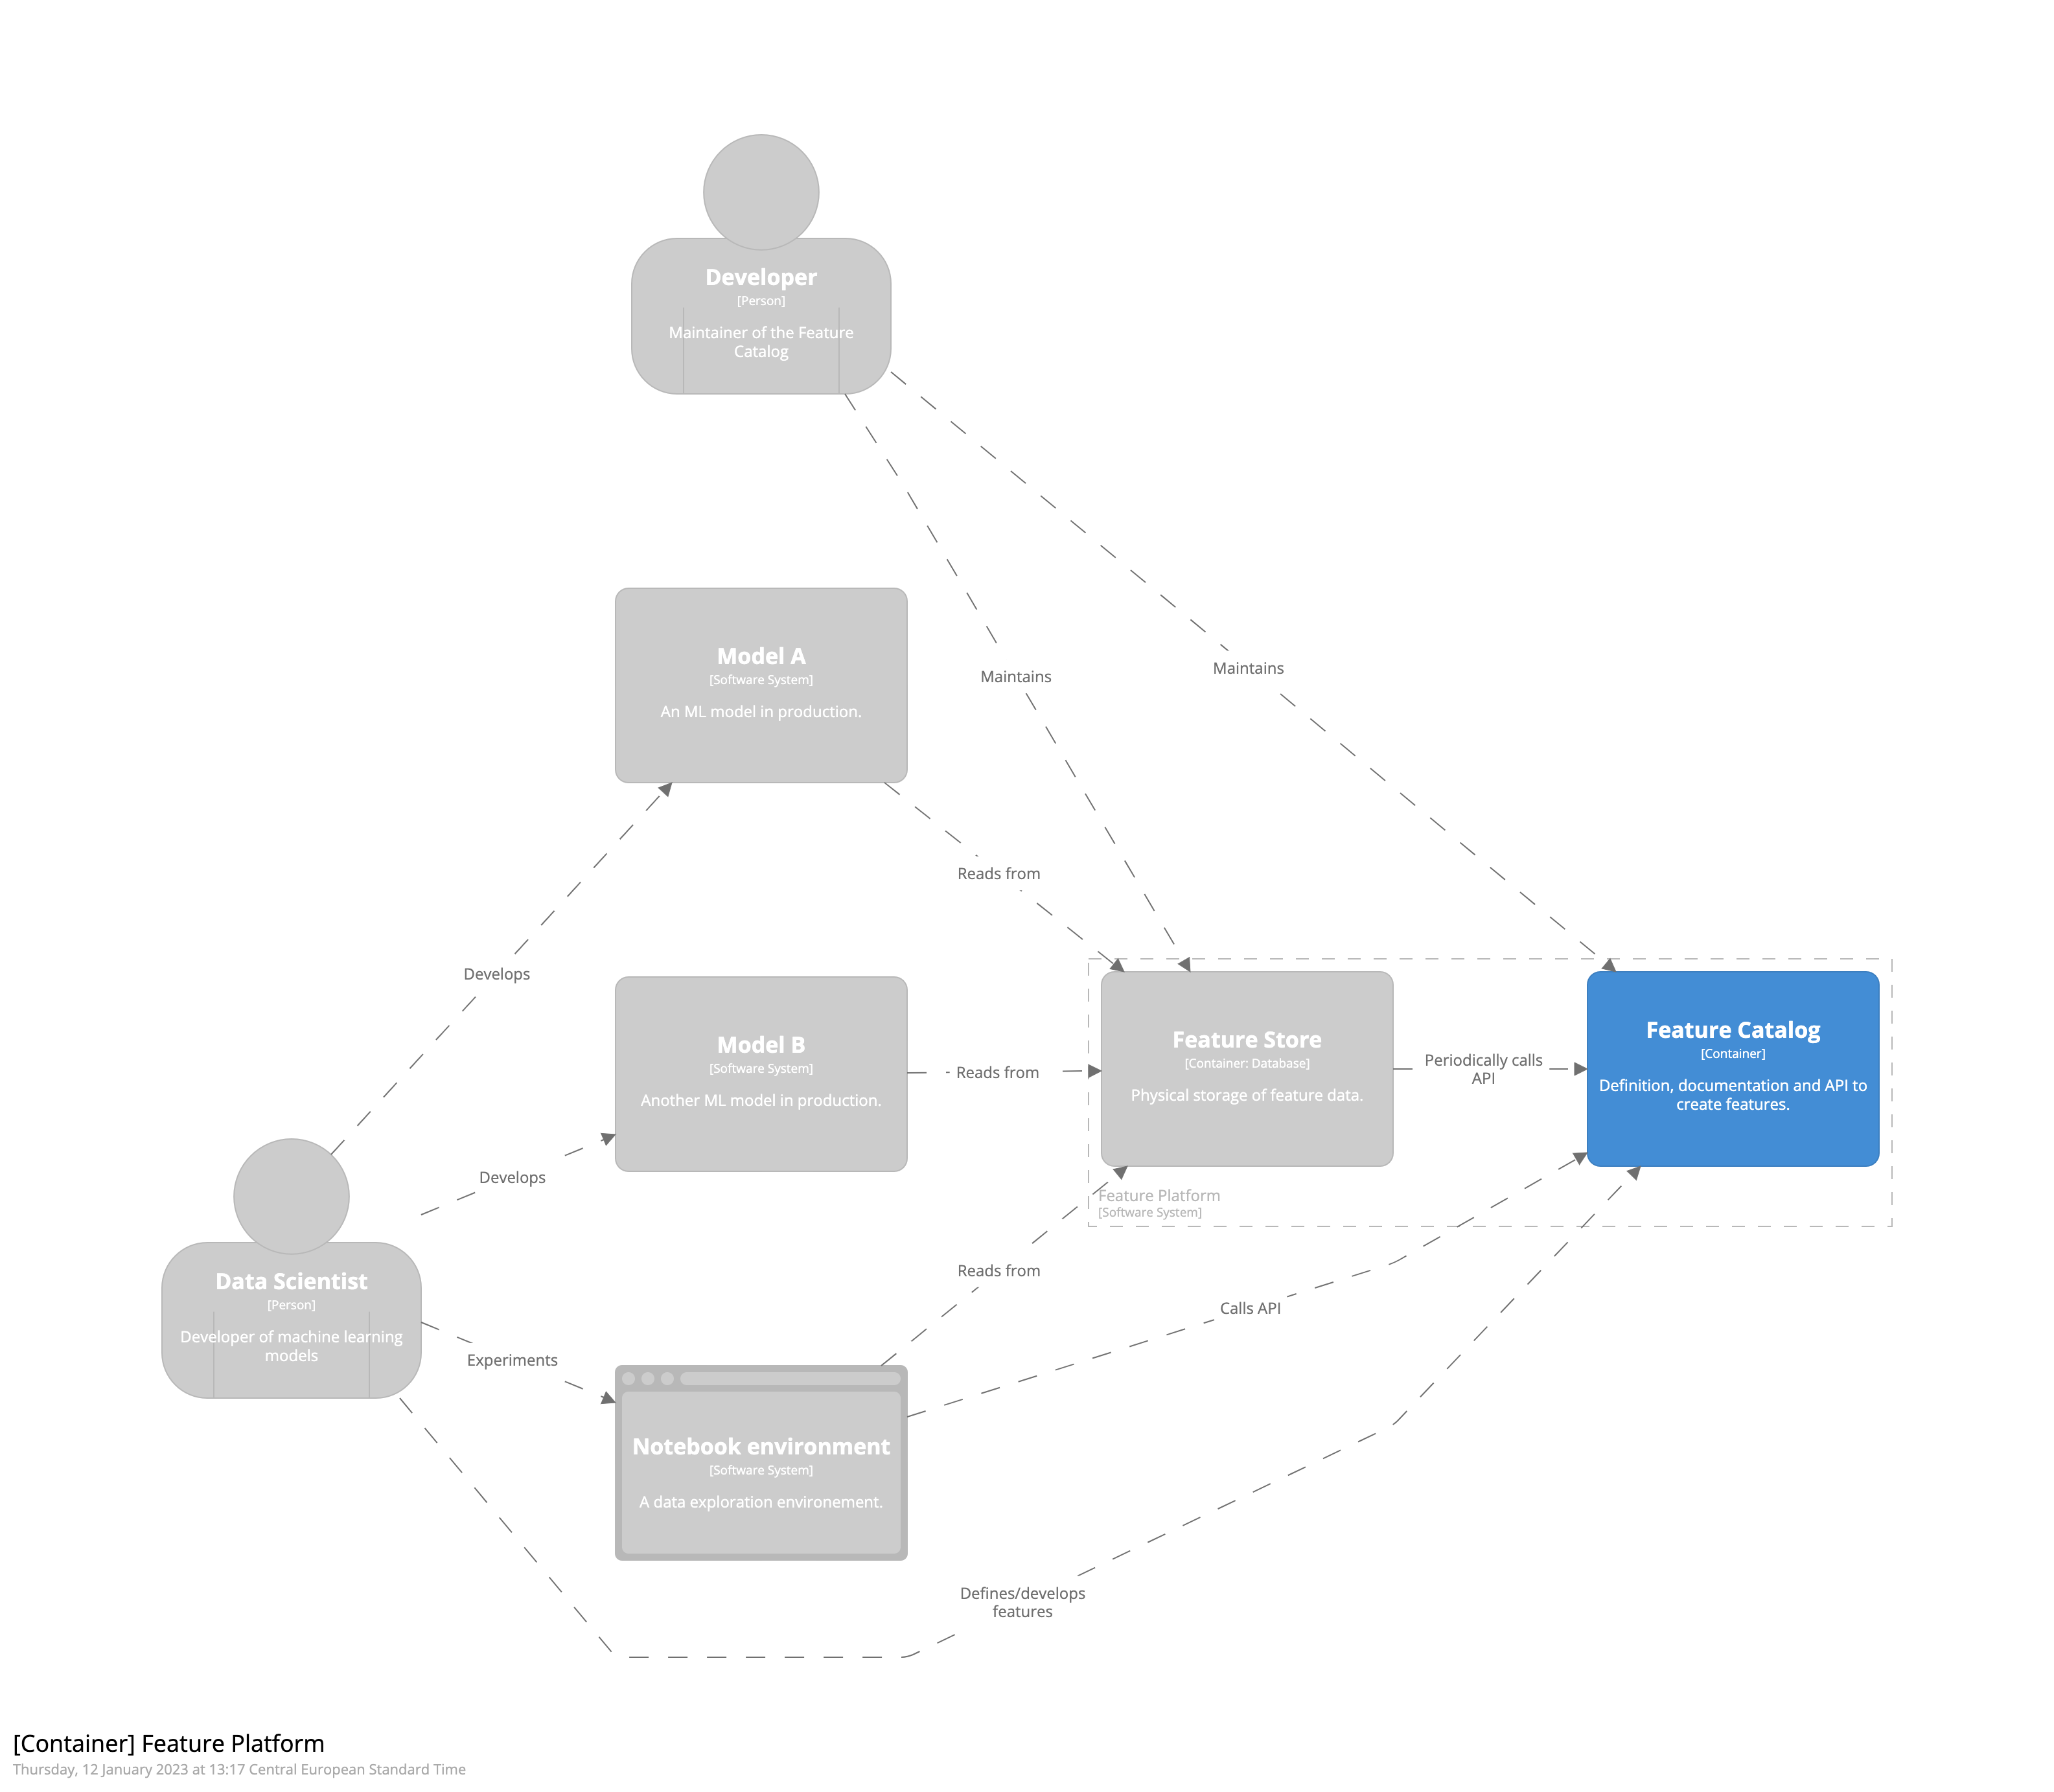 Developer
[Person]
Maintainer of the Feature
Catalog
Model A
[Software System]
An ML model in production.
Maintains
Maintains
Reads from
Develops
Model B
[Software System]
Another ML model in production.
Reads from
Feature Store
[Container: Database]
Physical storage of feature data.
Periodically calls
API
Feature Catalog
[Container]
Definition, documentation and API to
create features.
Feature Platform
[Software System]
Develops
Data Scientist
[Person]
Developer of machine learning
models
Experiments
Reads from
Calls API
Notebook environment
[Software System]
A data exploration environement.
Defines/develops
features
[Container] Feature Platform
Thursday, 12 January 2023 at 13:17 Central European Standard Time